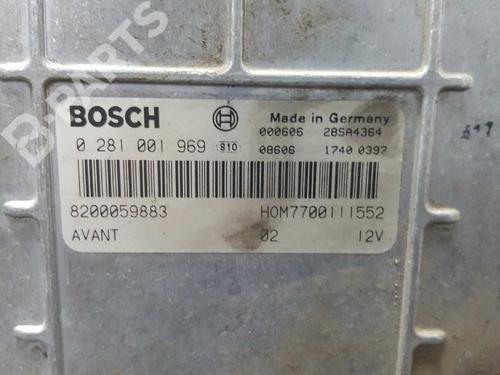 B-PARTS
BOSCH Made in Germany
000606 28SA4364
0 281 001 969 810 08606 1740 0397
8200059883 HOM7700111552
AVANT 02 12V